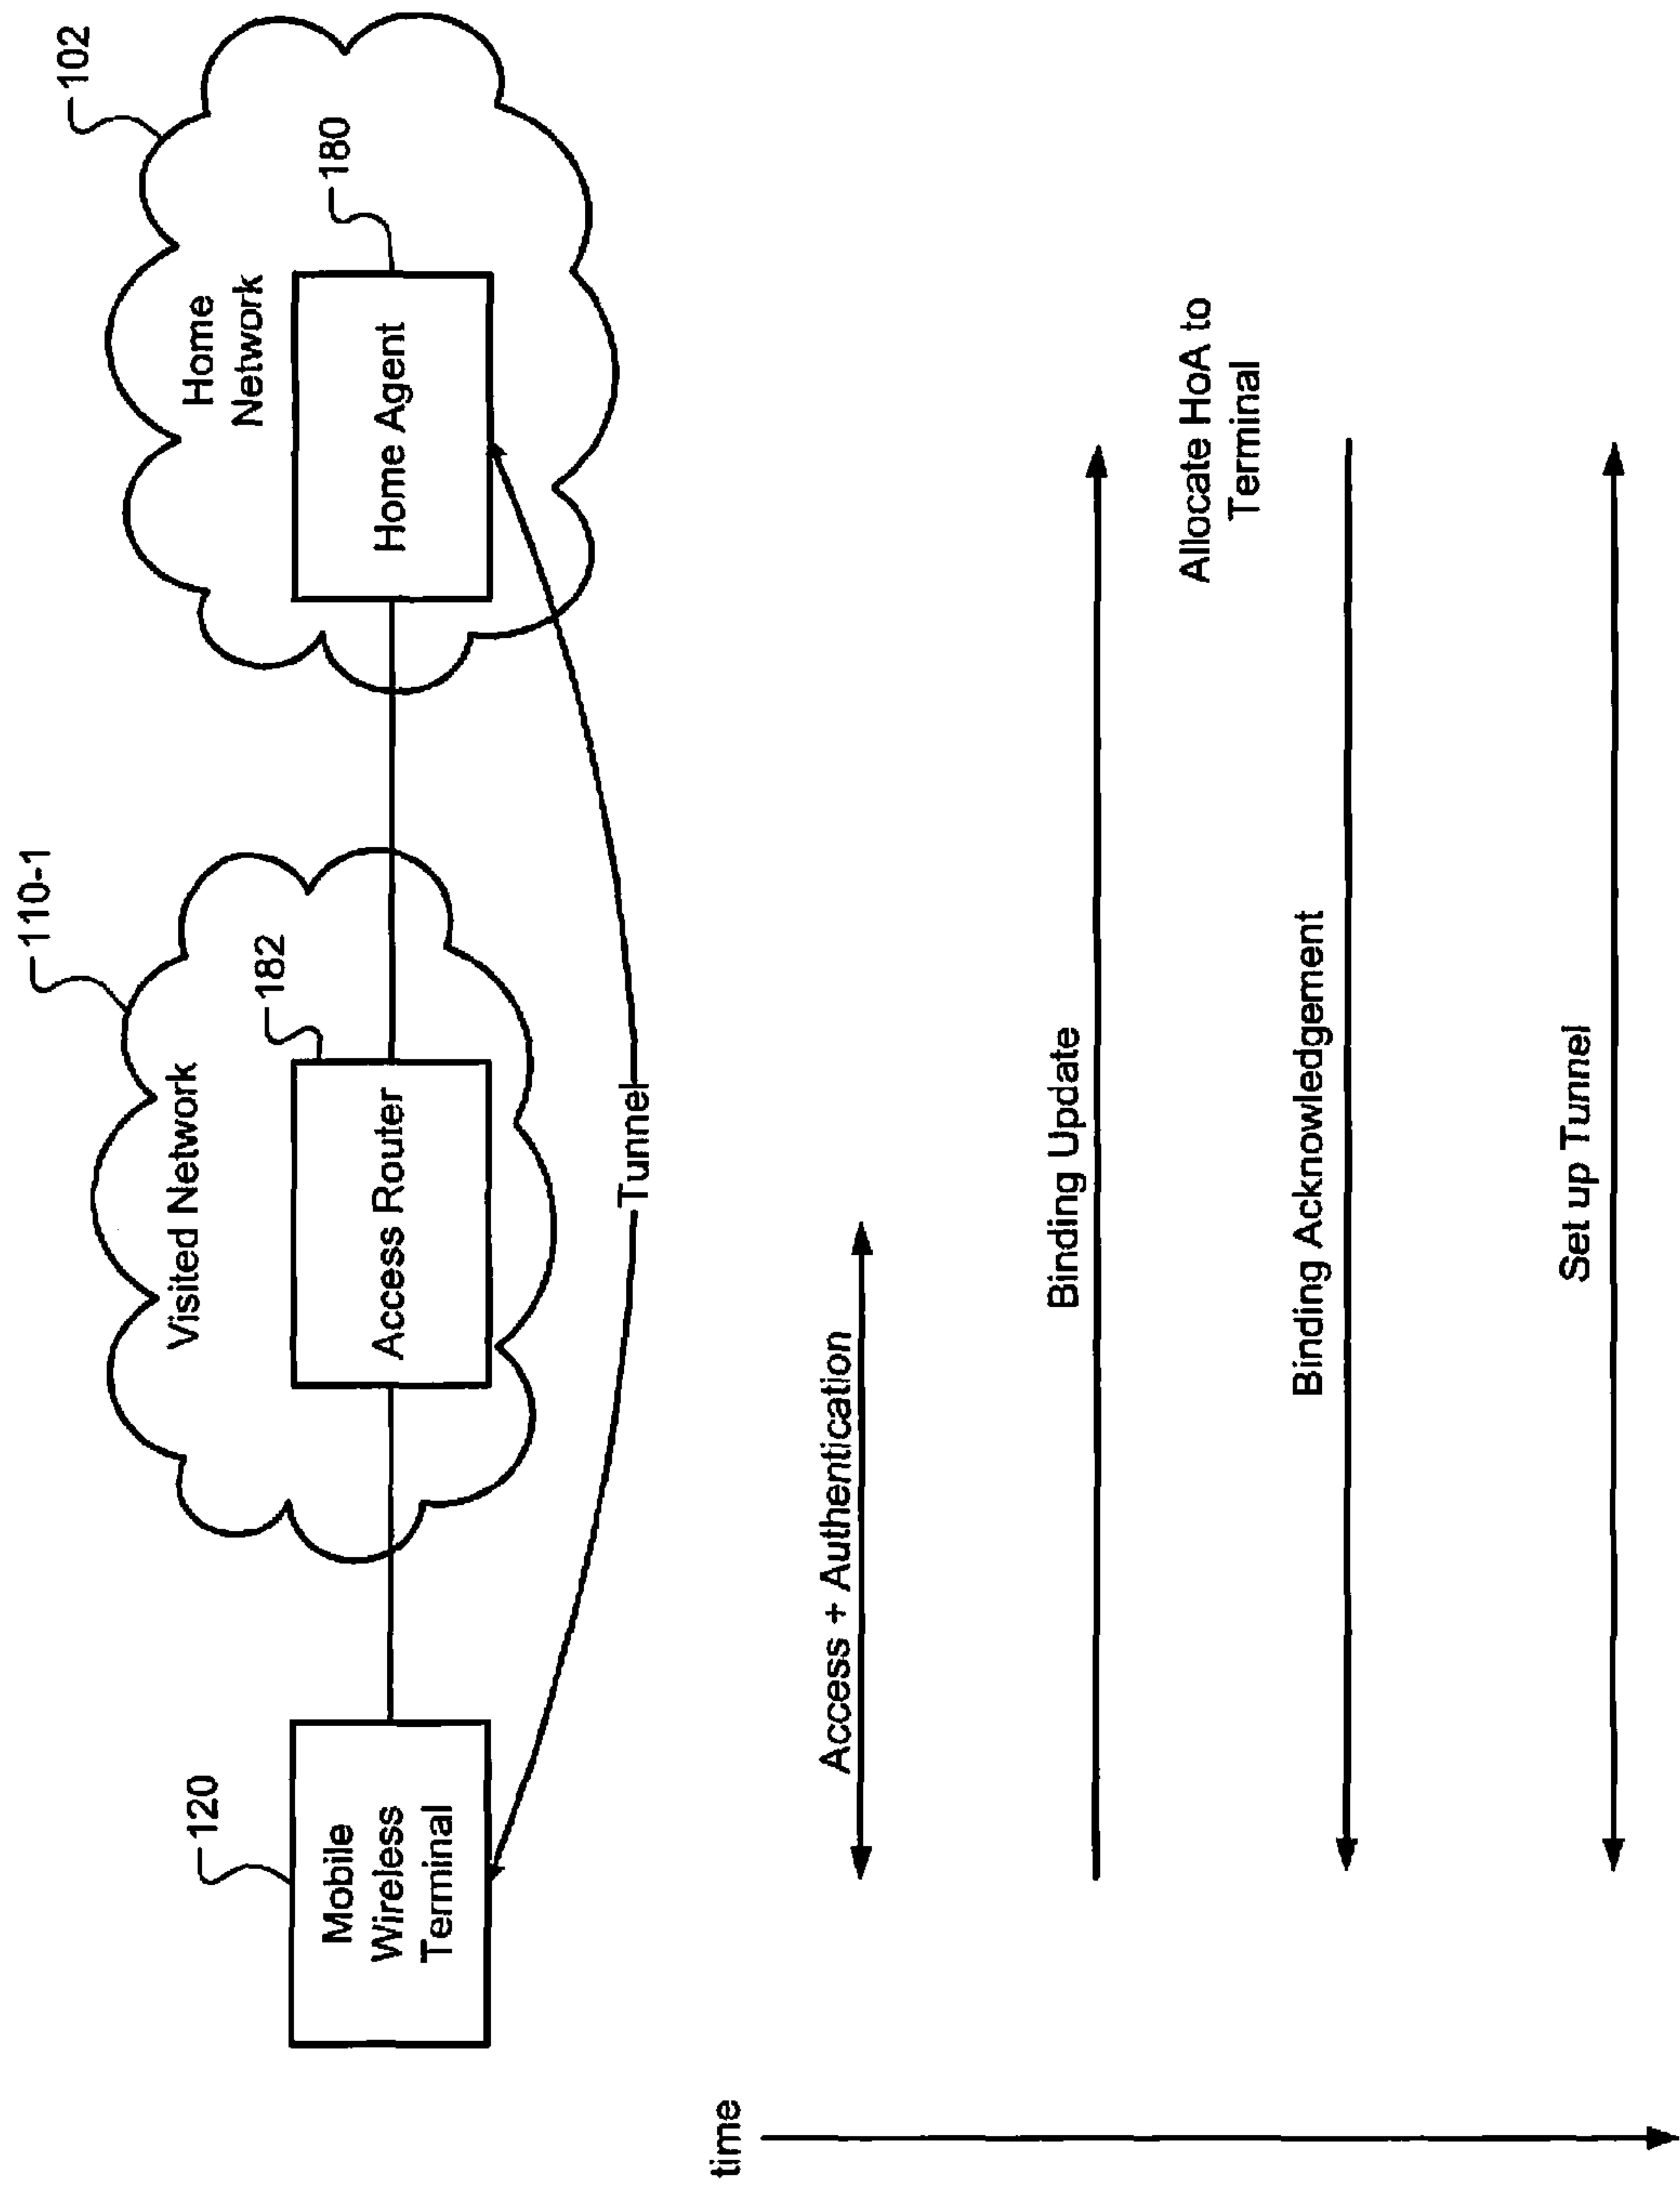 110-1
102
Visited Network
Home
Network
120
182
180
Mobile
Wireless
Terminal
Access Router
Home Agent
Tunnel
time
Access + Authentication
Binding Update
Allocate HoA to
Terminal
Binding Acknowledgement
Set up Tunnel